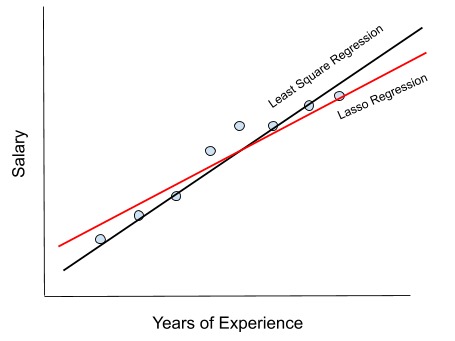 Least Square Regression
Lasso Regression
Salary
Years of Experience